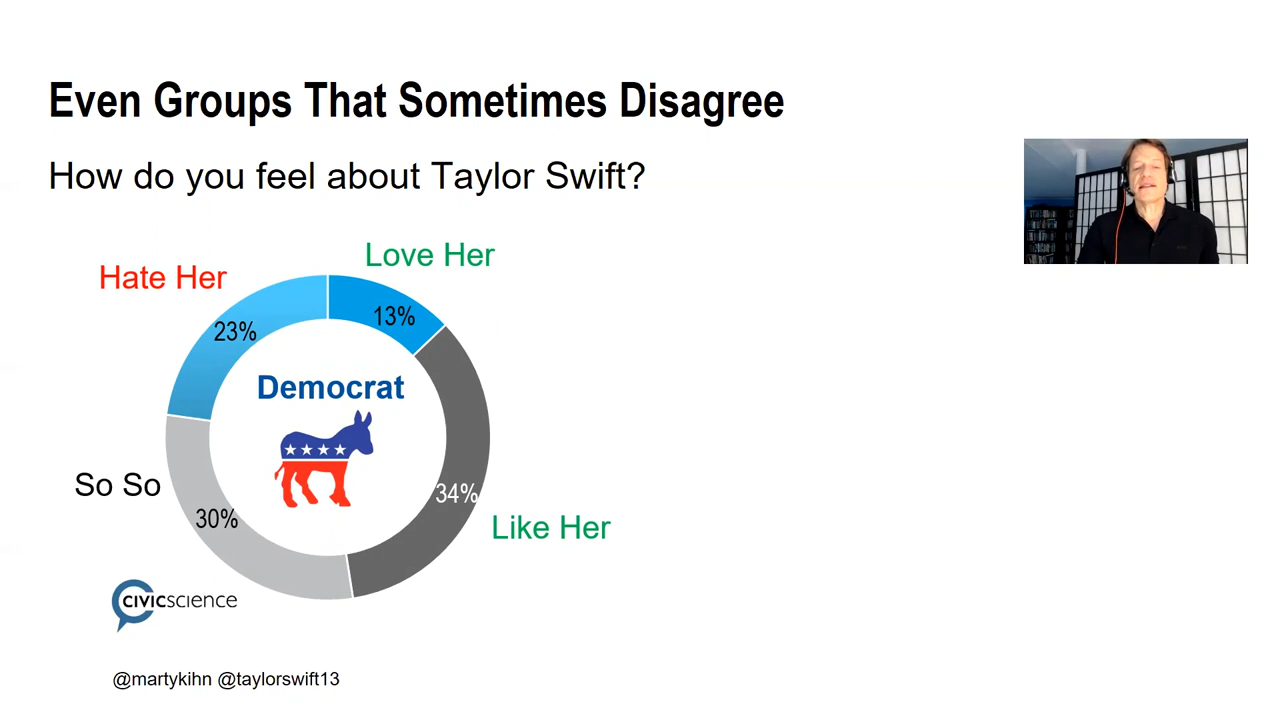 Even Groups That Sometimes Disagree
How do you feel about Taylor Swift?
Love Her
Hate Her
13%
23%
Democrat
So So
34%
30%
Like Her
CIVICSCIENCE
@martykihn @taylorswift13